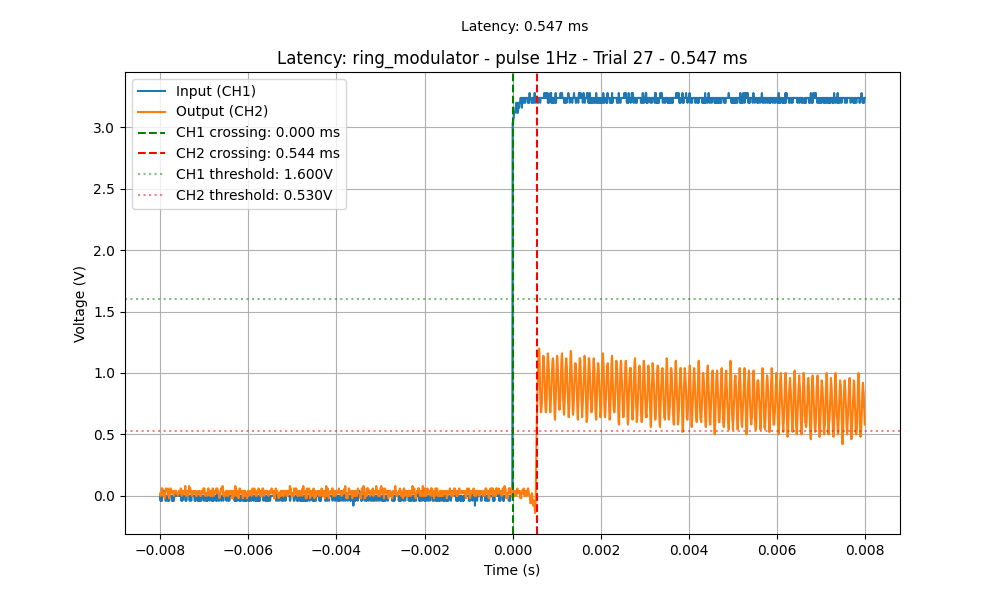 Latency: 0.547 ms
Latency: ring_modulator - pulse 1Hz - Trial 27 - 0.547 ms
Input (CH1)
Output (CH2)
CH1 crossing: 0.000 ms
CH2 crossing: 0.544 ms
CH1 threshold: 1.600V
CH2 threshold: 0.530V
Voltage (V)
3.0
2.5
2.0
1.5
1.0
0.5
0.0
−0.008 −0.006 −0.004 −0.002 0.000 0.002 0.004 0.006 0.008
Time (s)